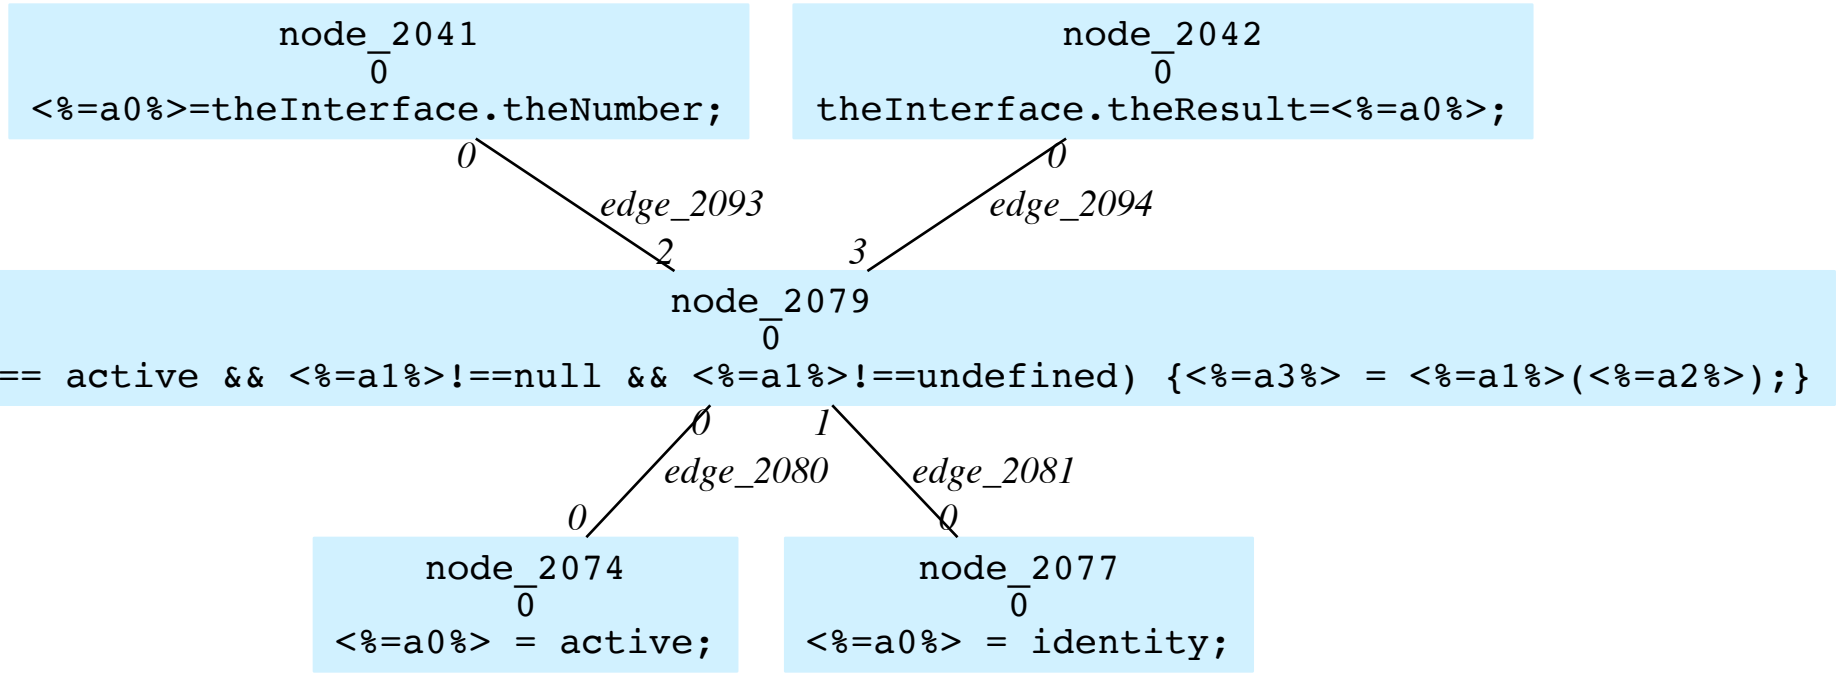 node_2041
0
<%=a0%>=theInterface.theNumber;
node_2042
0
theInterface.theResult=<%=a0%>;
0
0
edge_2093
edge_2094
2
3
node_2079
0
== active && <%=a1%>!==null && <%=a1%>!==undefined) {<%=a3%> = <%=a1%>(<%=a2%>);}
0
1
edge_2080
edge_2081
0
0
node_2074
0
<%=a0%> = active;
node_2077
0
<%=a0%> = identity;